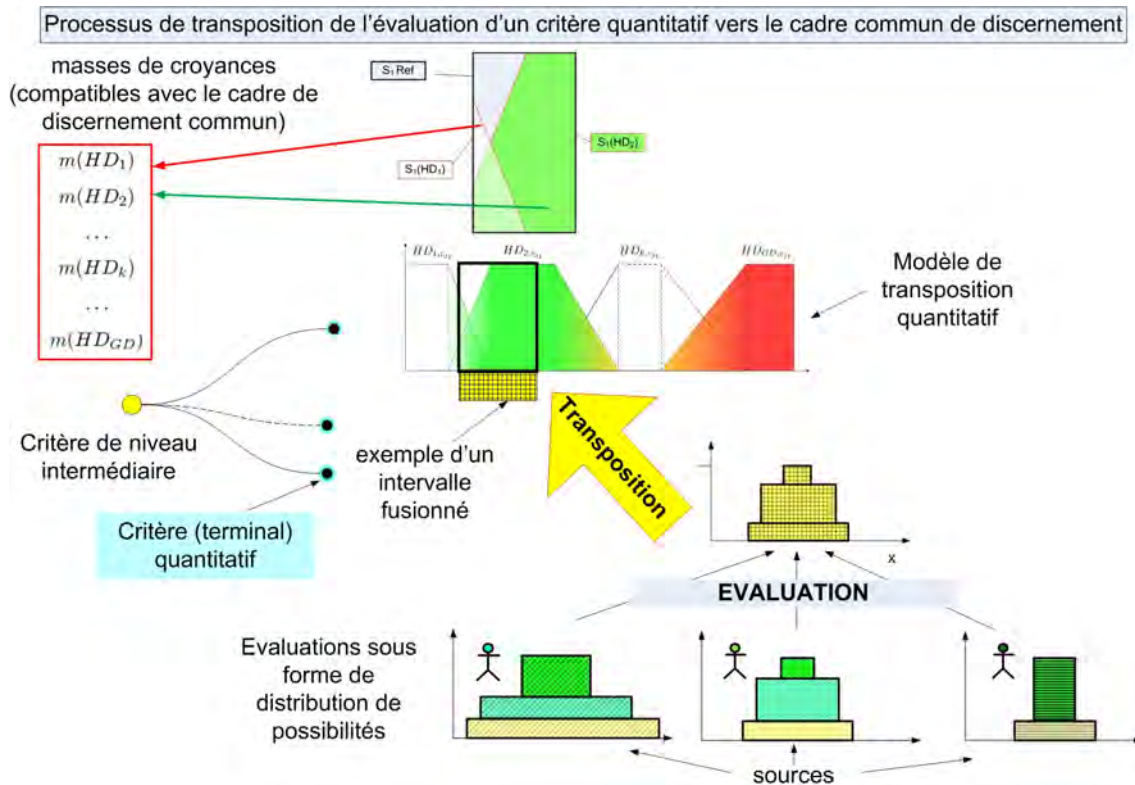 Processus de transposition de l'évaluation d'un critère quantitatif vers le cadre commun de discernement
masses de croyances
(compatibles avec le cadre de
discernement commun)
S₁ Ref
S₁(HD₁)
S₁(HD₂)
m(HD₁)
m(HD₂)
...
m(HDₖ)
...
m(HD_GD)
Modèle de
transposition
quantitatif
Critère de niveau
intermédiaire
exemple d'un
intervalle
fusionné
Transposition
Critère (terminal)
quantitatif
x
EVALUATION
Evaluations sous
forme de
distribution de
possibilités
sources